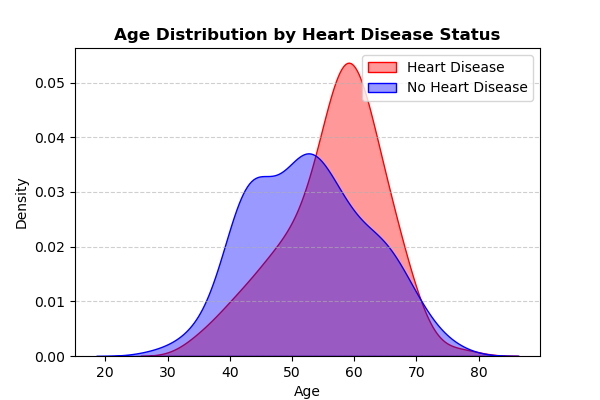 Age Distribution by Heart Disease Status
Heart Disease
No Heart Disease
Density
0.05
0.04
0.03
0.02
0.01
0.00
20 30 40 50 60 70 80
Age